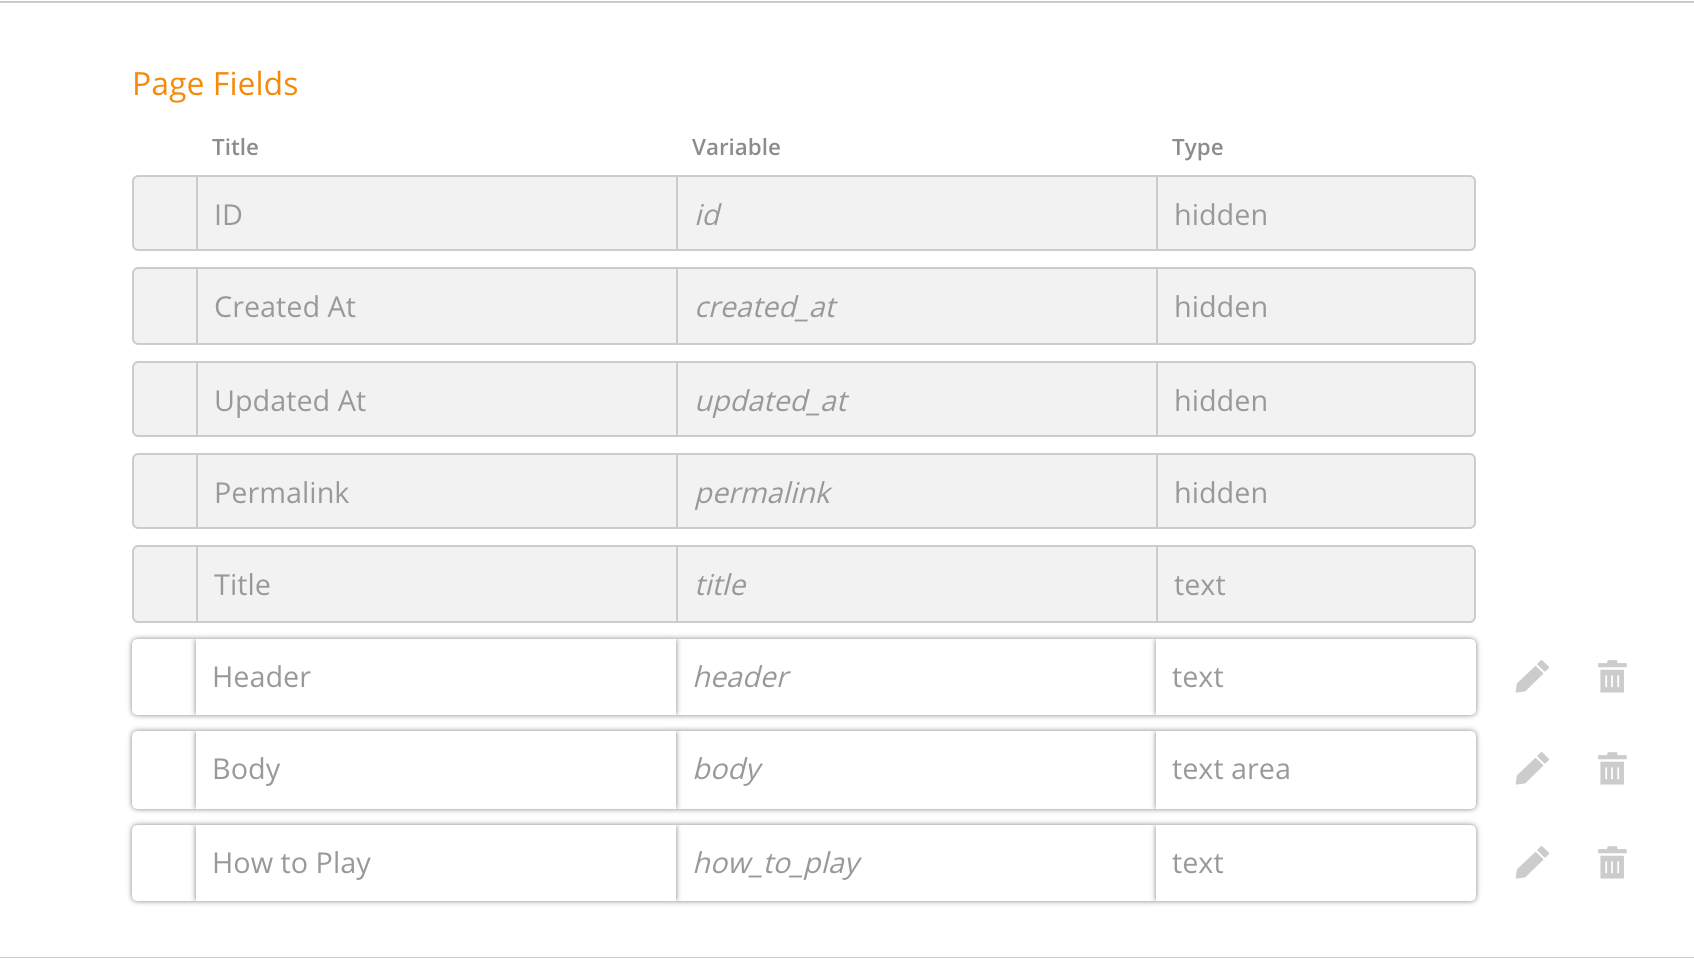 Page Fields
Title Variable Type
ID id hidden
Created At created_at hidden
Updated At updated_at hidden
Permalink permalink hidden
Title title text
Header header text
Body body text area
How to Play how_to_play text